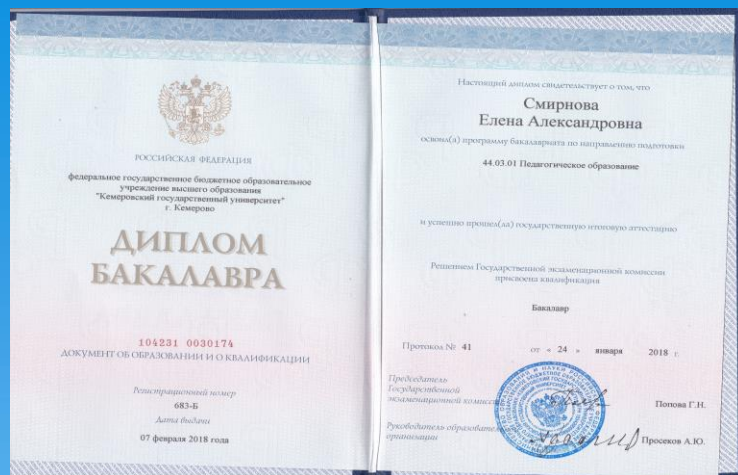 РОССИЙСКАЯ ФЕДЕРАЦИЯ
федеральное государственное бюджетное образовательное
учреждение высшего образования
"Кемеровский государственный университет"
г. Кемерово
ДИПЛОМ
БАКАЛАВРА
104231 0030174
ДОКУМЕНТ ОБ ОБРАЗОВАНИИ И О КВАЛИФИКАЦИИ
Регистрационный номер
683-Б
Дата выдачи
07 февраля 2018 года
Настоящий диплом свидетельствует о том, что
Смирнова
Елена Александровна
освоил(а) программу бакалавриата по направлению подготовки
44.03.01 Педагогическое образование
и успешно прошел(ла) государственную итоговую аттестацию
Решением Государственной экзаменационной комиссии
присвоена квалификация
Бакалавр
Протокол № 41 от « 24 » января 2018 г.
Председатель
Государственной
экзаменационной комиссии
Попова Г.Н.
Руководитель образователь
организации
Просеков А.Ю.